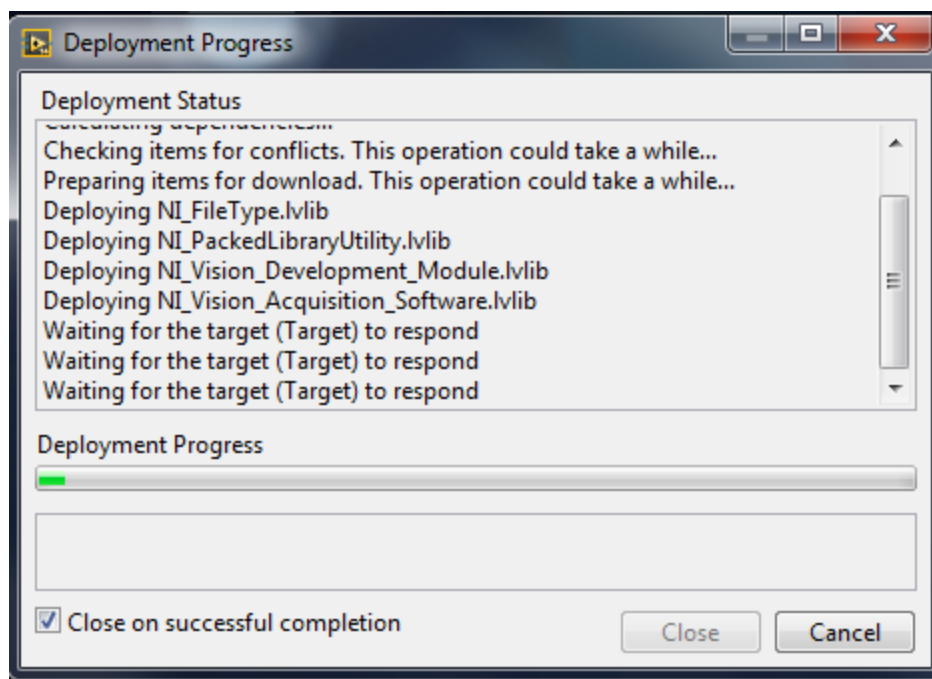 Deployment Progress
Deployment Status
Calculating dependencies...
Checking items for conflicts. This operation could take a while...
Preparing items for download. This operation could take a while...
Deploying NI_FileType.lvlib
Deploying NI_PackedLibraryUtility.lvlib
Deploying NI_Vision_Development_Module.lvlib
Deploying NI_Vision_Acquisition_Software.lvlib
Waiting for the target (Target) to respond
Waiting for the target (Target) to respond
Waiting for the target (Target) to respond
Deployment Progress
Close on successful completion
Close
Cancel